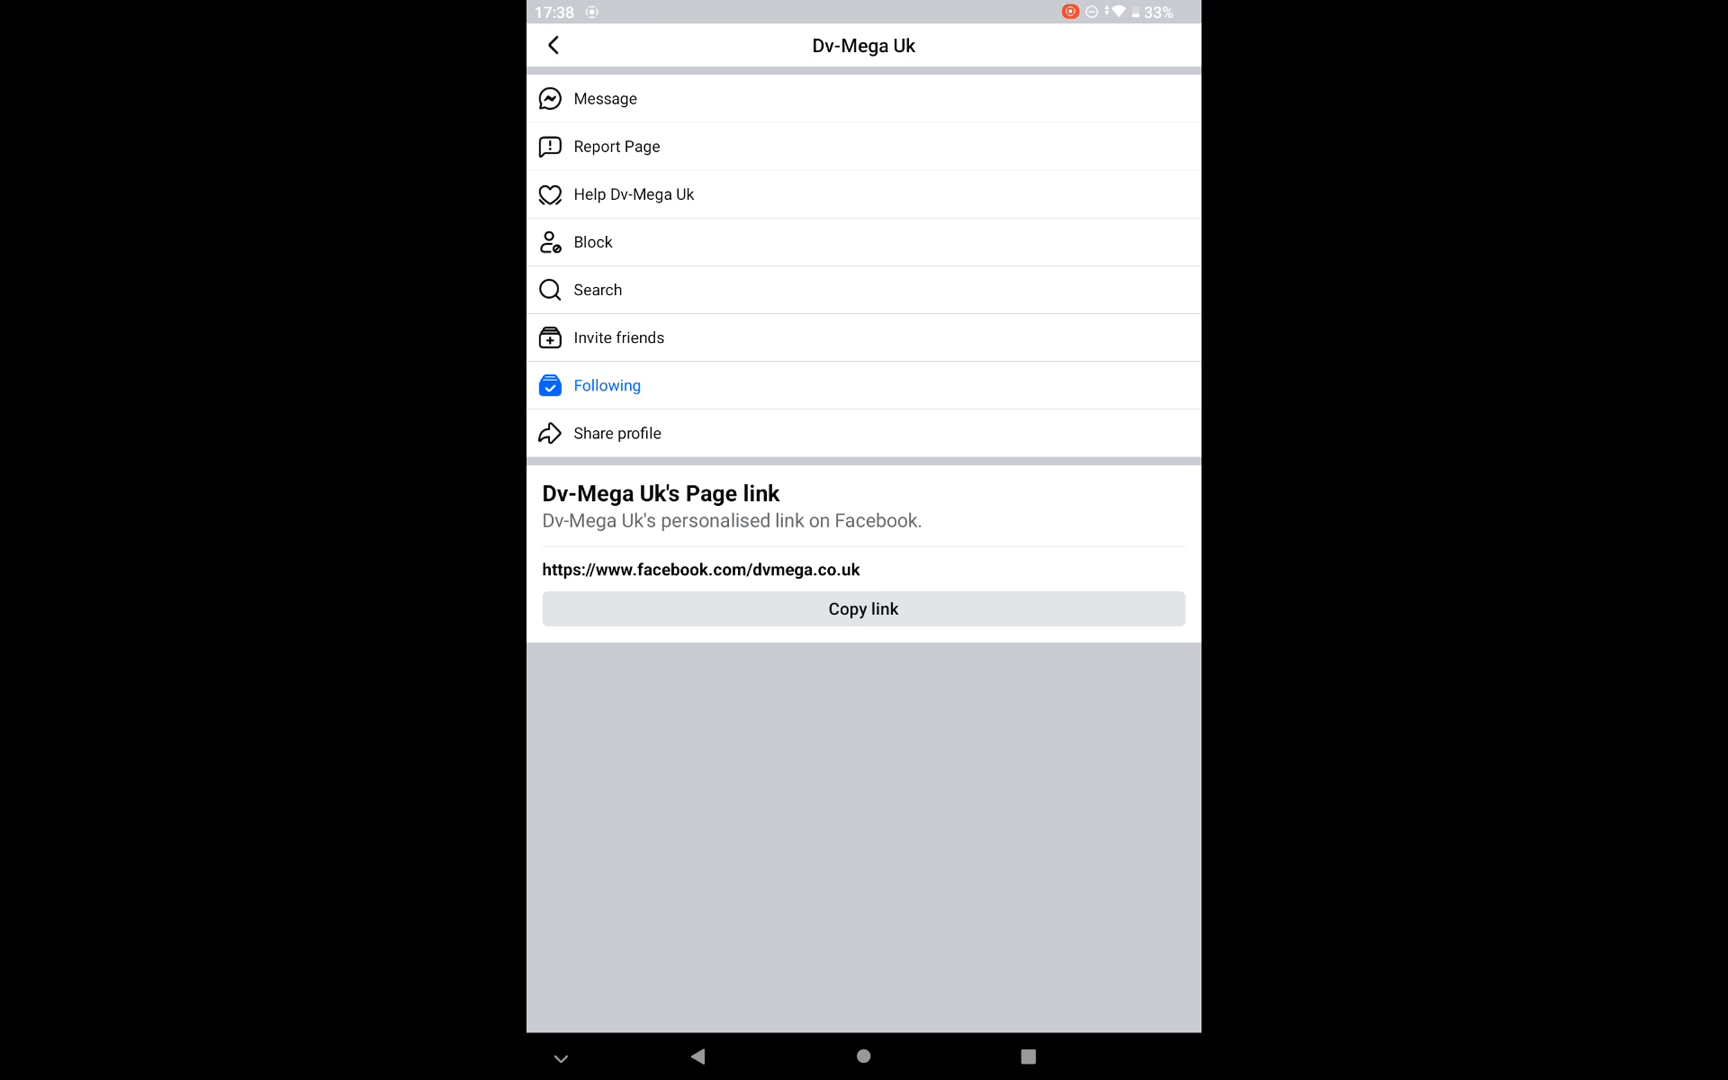 17:38 33%
Dv-Mega Uk
Message
Report Page
Help Dv-Mega Uk
Block
Search
Invite friends
Following
Share profile
Dv-Mega Uk's Page link
Dv-Mega Uk's personalised link on Facebook.
https://www.facebook.com/dvmega.co.uk
Copy link